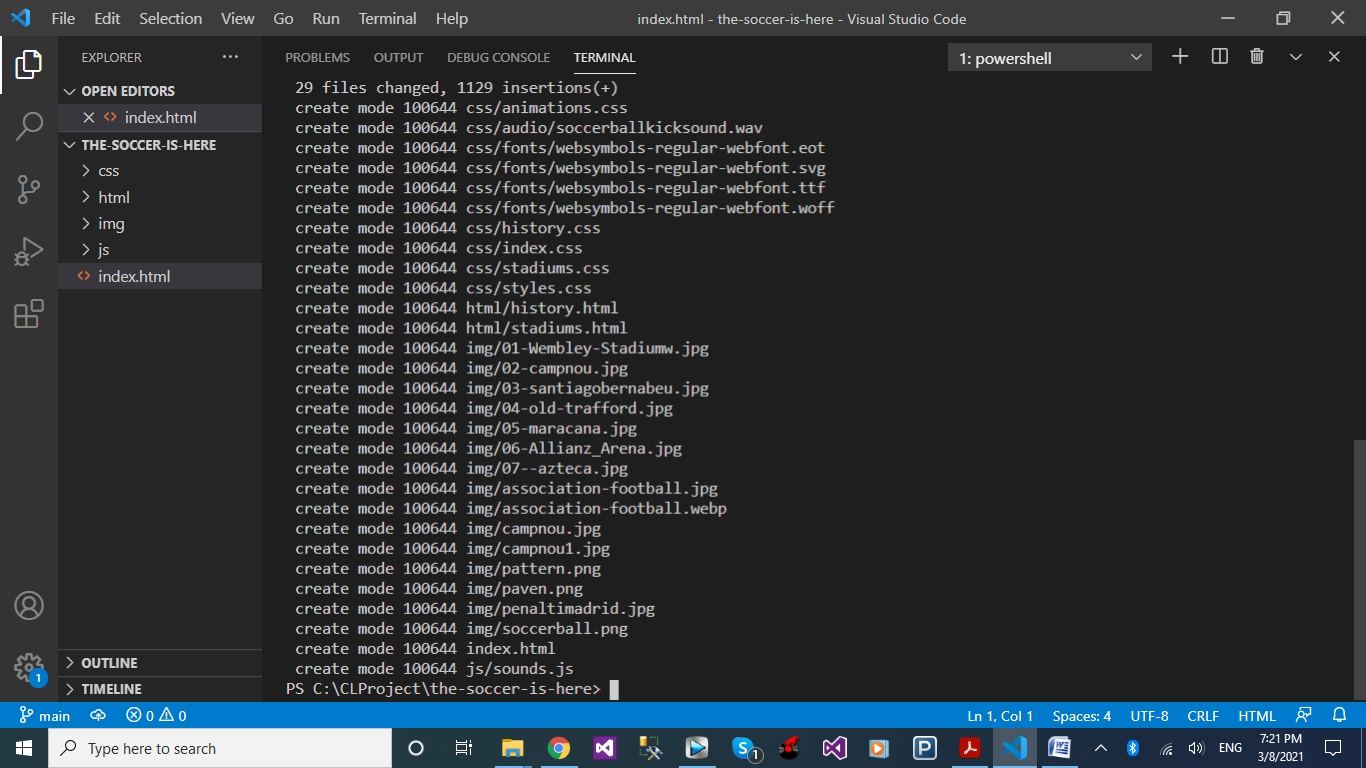 File Edit Selection View Go Run Terminal Help
index.html - the-soccer-is-here - Visual Studio Code
EXPLORER
OPEN EDITORS
index.html
THE-SOCCER-IS-HERE
css
html
img
js
index.html
OUTLINE
TIMELINE
1
PROBLEMS OUTPUT DEBUG CONSOLE TERMINAL
1: powershell
29 files changed, 1129 insertions(+)
create mode 100644 css/animations.css
create mode 100644 css/audio/soccerballkicksound.wav
create mode 100644 css/fonts/websymbols-regular-webfont.eot
create mode 100644 css/fonts/websymbols-regular-webfont.svg
create mode 100644 css/fonts/websymbols-regular-webfont.ttf
create mode 100644 css/fonts/websymbols-regular-webfont.woff
create mode 100644 css/history.css
create mode 100644 css/index.css
create mode 100644 css/stadiums.css
create mode 100644 css/styles.css
create mode 100644 html/history.html
create mode 100644 html/stadiums.html
create mode 100644 img/01-Wembley-Stadiumw.jpg
create mode 100644 img/02-campnou.jpg
create mode 100644 img/03-santiagobernabeu.jpg
create mode 100644 img/04-old-trafford.jpg
create mode 100644 img/05-maracana.jpg
create mode 100644 img/06-Allianz_Arena.jpg
create mode 100644 img/07--azteca.jpg
create mode 100644 img/association-football.jpg
create mode 100644 img/association-football.webp
create mode 100644 img/campnou.jpg
create mode 100644 img/campnou1.jpg
create mode 100644 img/pattern.png
create mode 100644 img/paven.png
create mode 100644 img/penaltimadrid.jpg
create mode 100644 img/soccerball.png
create mode 100644 index.html
create mode 100644 js/sounds.js
PS C:\CLProject\the-soccer-is-here>
main 0 0
Ln 1, Col 1 Spaces: 4 UTF-8 CRLF HTML
Type here to search
S 1
P
W
ENG
7:21 PM
3/8/2021